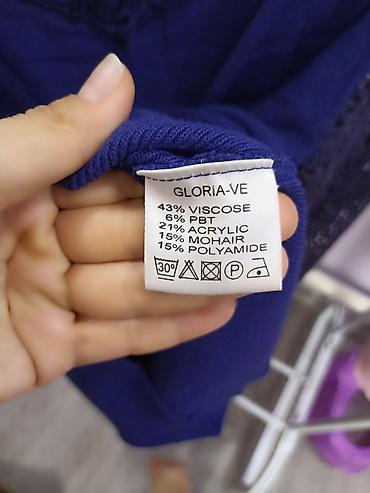 GLORIA-VE
43% VISCOSE
6% PBT
21% ACRYLIC
15% MOHAIR
15% POLYAMIDE
30° P